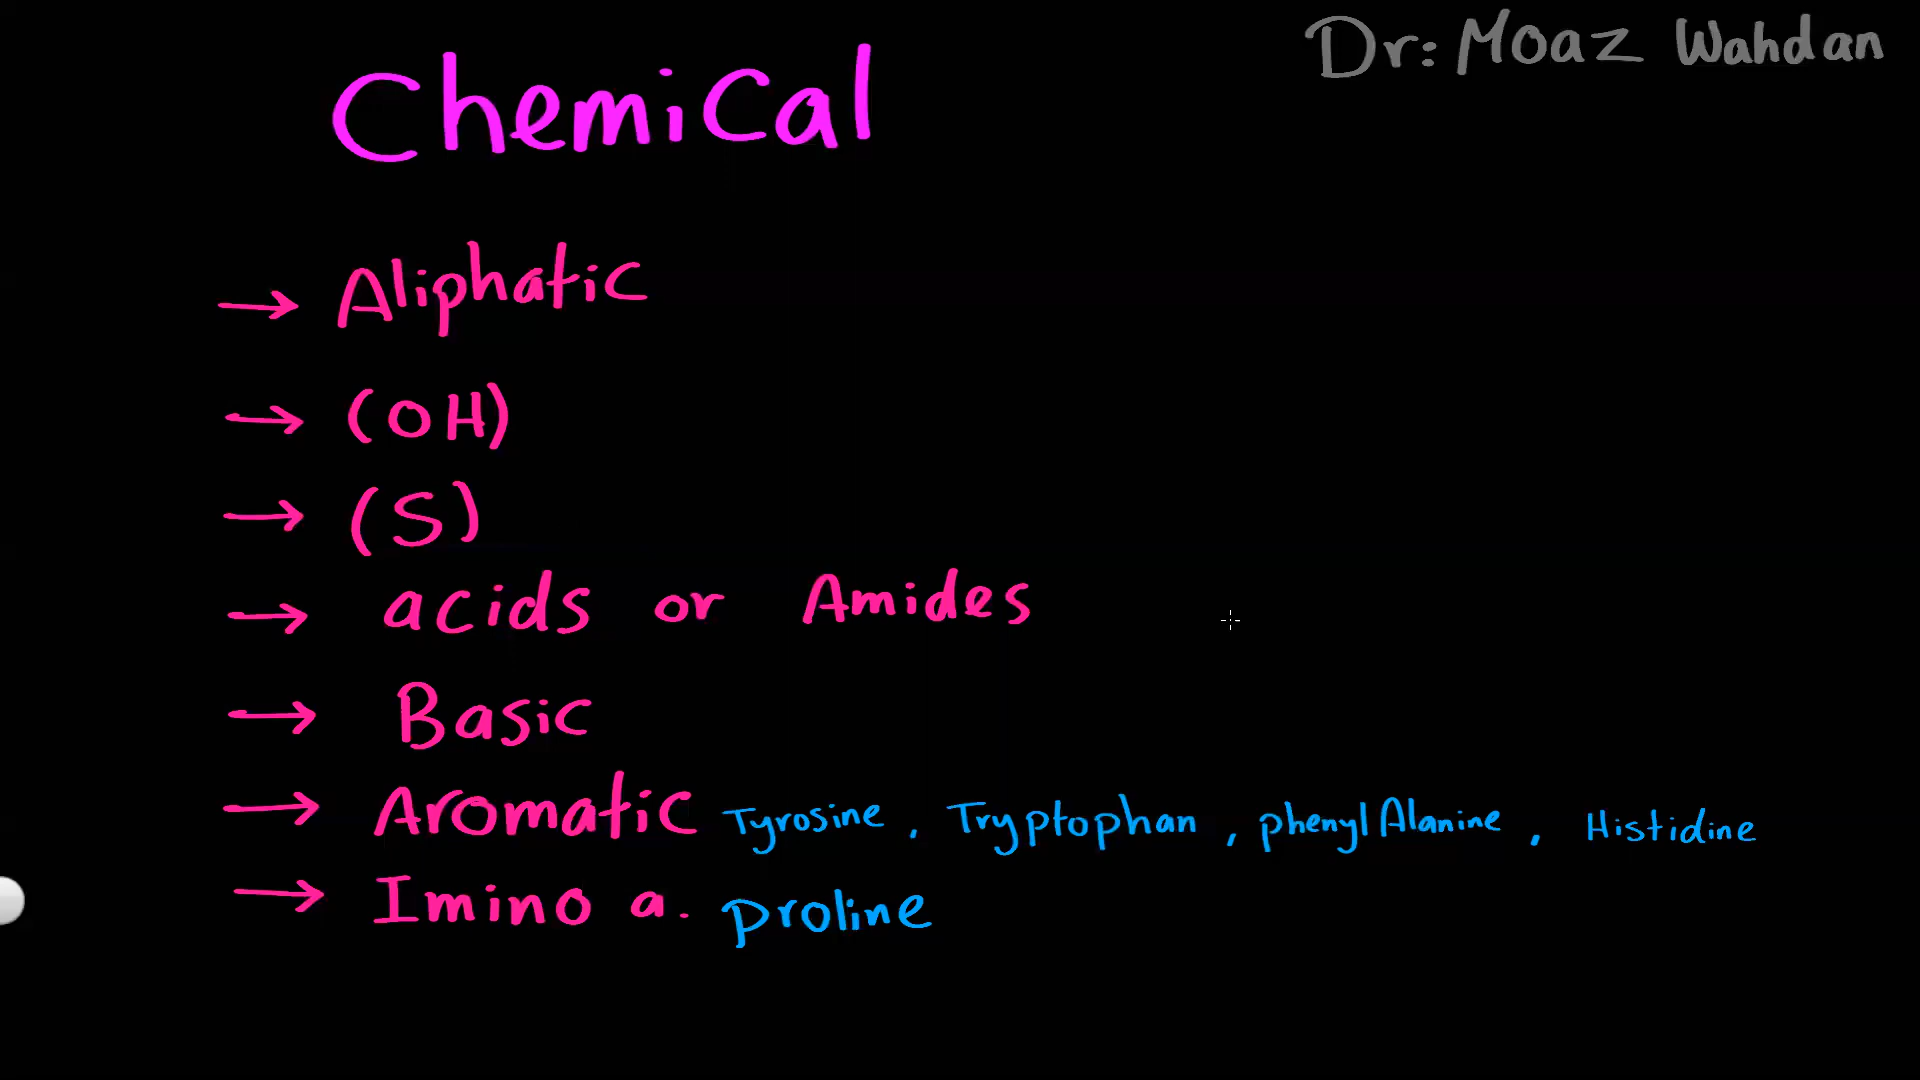 Dr: Moaz Wahdan
Chemical
→ Aliphatic
→ (OH)
→ (S)
→ acids or Amides
→ Basic
→ Aromatic Tyrosine, Tryptophan, phenyl Alanine, Histidine
→ Imino a. proline